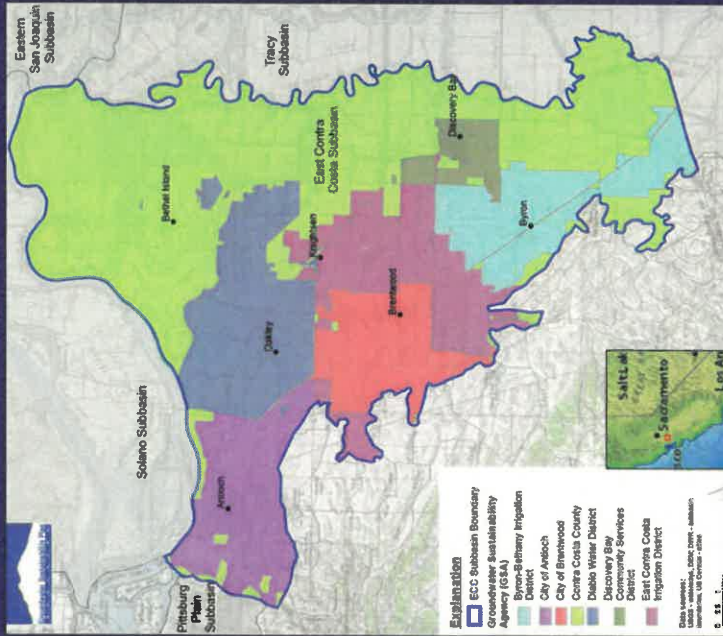 Eastern
San Joaquin
Subbasin
Tracy
Subbasin
Solano Subbasin
Pittsburg
Plain
Subbasin
East Contra
Costa Subbasin
Bethel Island
Discovery Bay
Knightsen
Oakley
Antioch
Brentwood
Byron
Explanation
ECC Subbasin Boundary
Groundwater Sustainability
Agency (GSA)
Byron-Bethany Irrigation
District
City of Antioch
City of Brentwood
Contra Costa County
Diablo Water District
Discovery Bay
Community Services
District
East Contra Costa
Irrigation District
Data sources:
Salt Lak
Sacramento